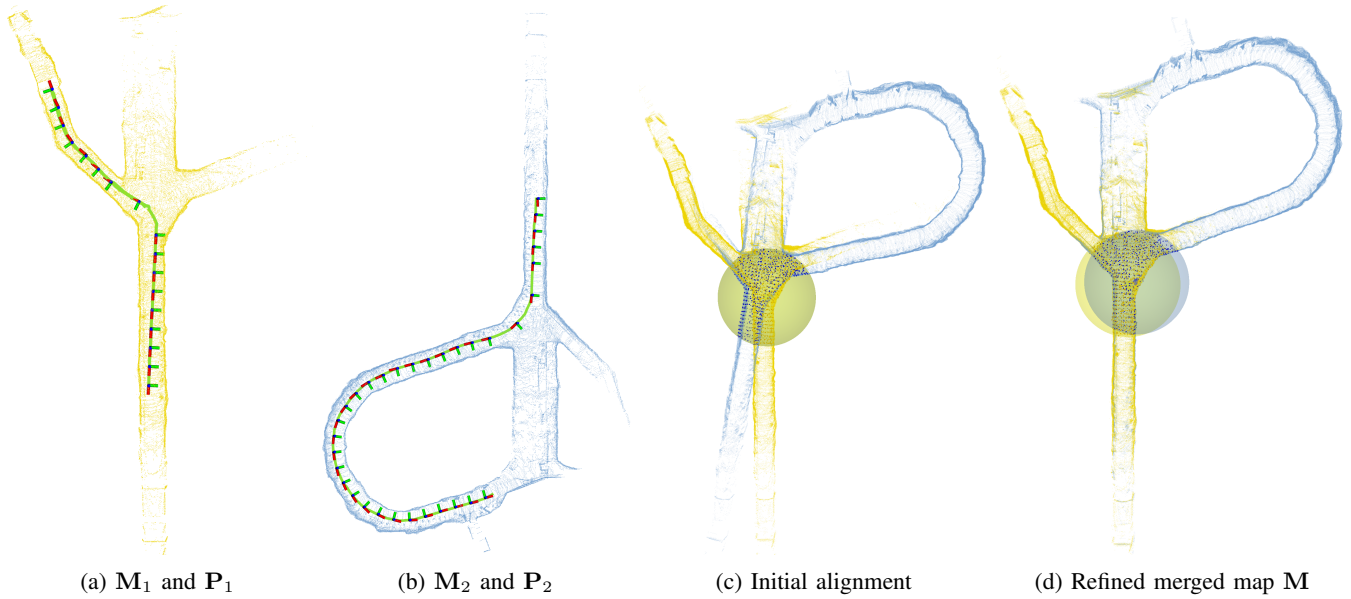 (a) M₁ and P₁
(b) M₂ and P₂
(c) Initial alignment
(d) Refined merged map M